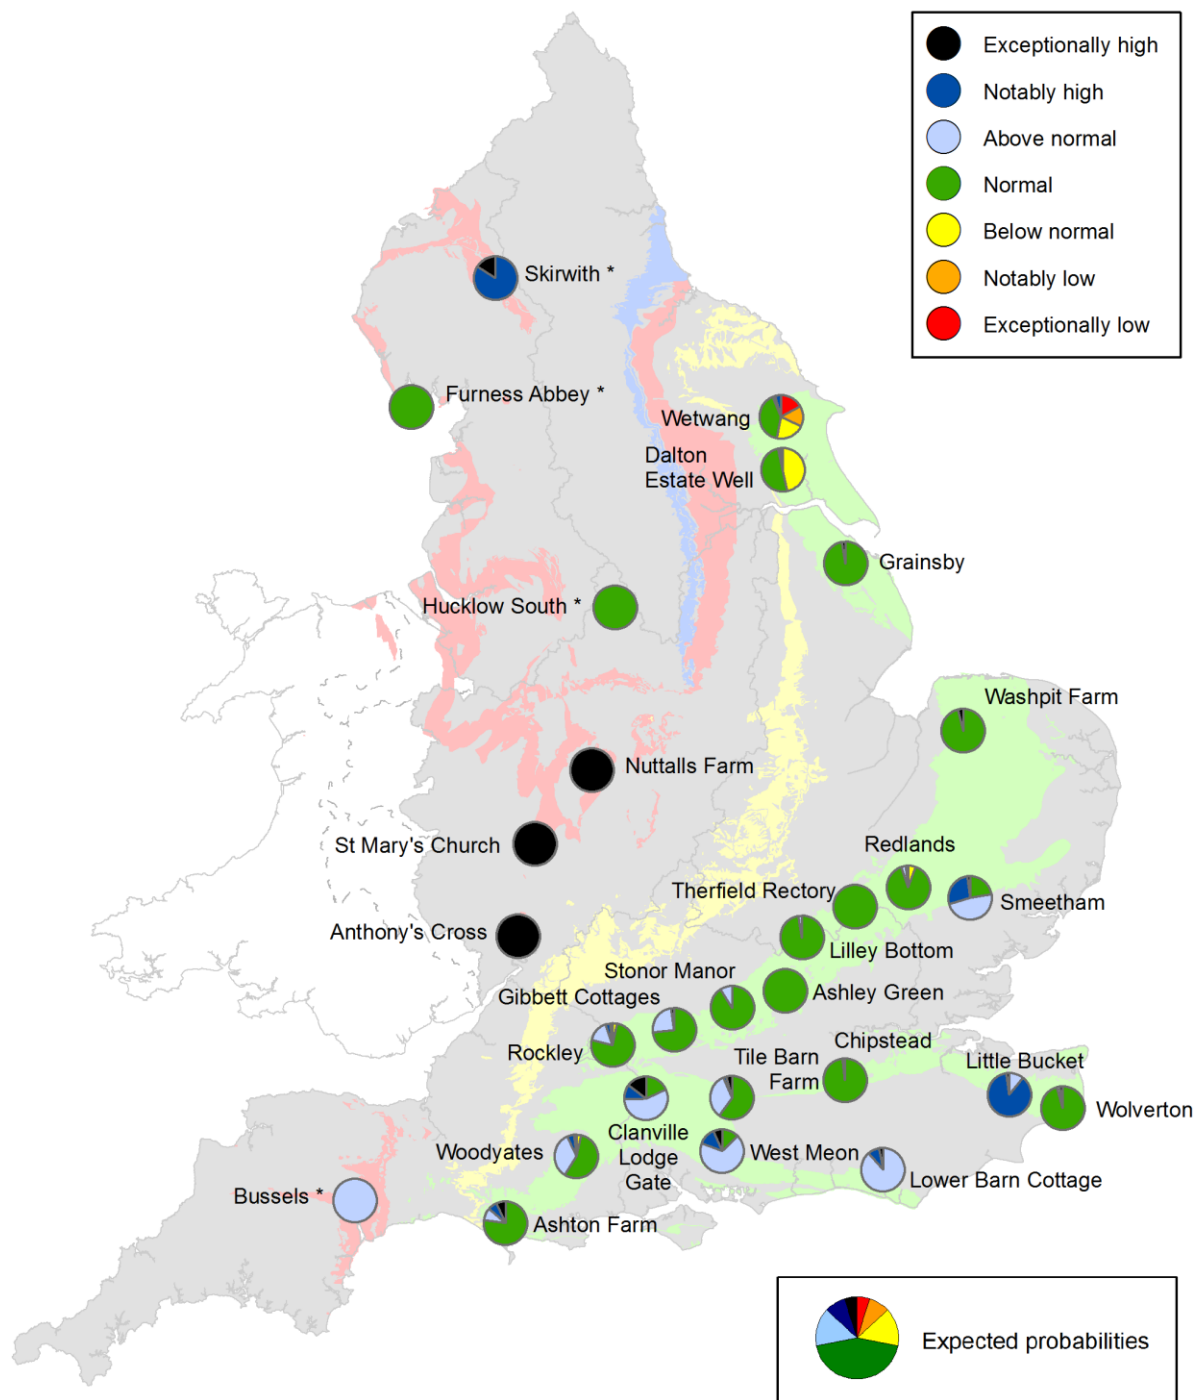 Exceptionally high
Notably high
Above normal
Normal
Below normal
Notably low
Exceptionally low
Skirwith *
Furness Abbey *
Wetwang
Dalton
Estate Well
Grainsby
Hucklow South *
Washpit Farm
Nuttalls Farm
St Mary's Church
Redlands
Therfield Rectory
Smeetham
Anthony's Cross
Lilley Bottom
Stonor Manor
Ashley Green
Gibbett Cottages
Rockley
Chipstead
Tile Barn
Farm
Little Bucket
Wolverton
Clanville
Lodge
Gate
Woodyates
West Meon
Lower Barn Cottage
Bussels *
Ashton Farm
Expected probabilities